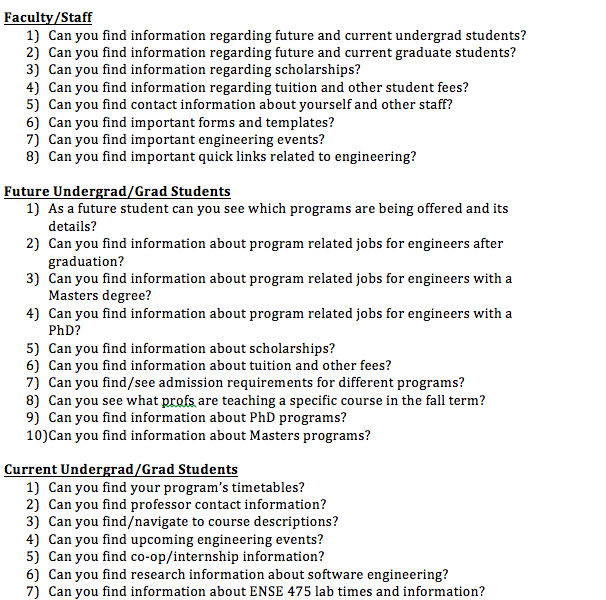 Faculty/Staff
1) Can you find information regarding future and current undergrad students?
2) Can you find information regarding future and current graduate students?
3) Can you find information regarding scholarships?
4) Can you find information regarding tuition and other student fees?
5) Can you find contact information about yourself and other staff?
6) Can you find important forms and templates?
7) Can you find important engineering events?
8) Can you find important quick links related to engineering?
Future Undergrad/Grad Students
1) As a future student can you see which programs are being offered and its
details?
2) Can you find information about program related jobs for engineers after
graduation?
3) Can you find information about program related jobs for engineers with a
Masters degree?
4) Can you find information about program related jobs for engineers with a
PhD?
5) Can you find information about scholarships?
6) Can you find information about tuition and other fees?
7) Can you find/see admission requirements for different programs?
8) Can you see what profs are teaching a specific course in the fall term?
9) Can you find information about PhD programs?
10)Can you find information about Masters programs?
Current Undergrad/Grad Students
1) Can you find your program's timetables?
2) Can you find professor contact information?
3) Can you find/navigate to course descriptions?
4) Can you find upcoming engineering events?
5) Can you find co-op/internship information?
6) Can you find research information about software engineering?
7) Can you find information about ENSE 475 lab times and information?